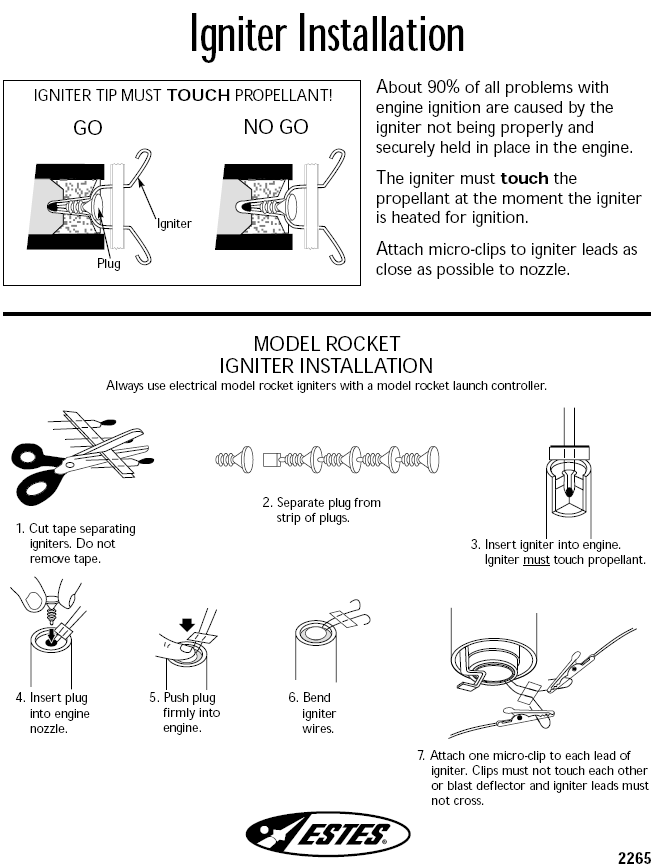 Igniter Installation
IGNITER TIP MUST TOUCH PROPELLANT!
GO
NO GO
Igniter
Plug
About 90% of all problems with
engine ignition are caused by the
igniter not being properly and
securely held in place in the engine.
The igniter must touch the
propellant at the moment the igniter
is heated for ignition.
Attach micro-clips to igniter leads as
close as possible to nozzle.
MODEL ROCKET
IGNITER INSTALLATION
Always use electrical model rocket igniters with a model rocket launch controller.
1. Cut tape separating
igniters. Do not
remove tape.
2. Separate plug from
strip of plugs.
3. Insert igniter into engine.
Igniter must touch propellant.
4. Insert plug
into engine
nozzle.
5. Push plug
firmly into
engine.
6. Bend
igniter
wires.
7. Attach one micro-clip to each lead of
igniter. Clips must not touch each other
or blast deflector and igniter leads must
not cross.
ESTES®
2265